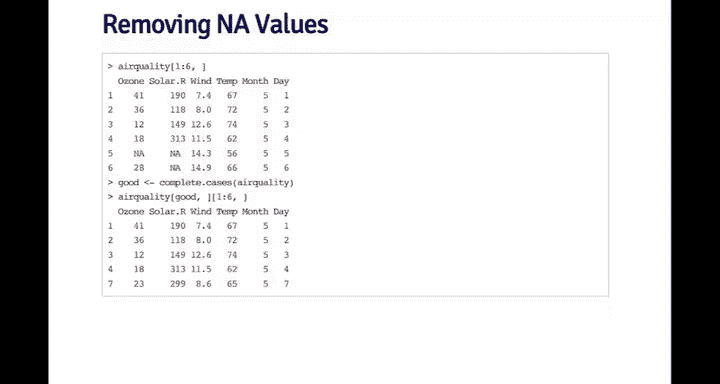 Removing NA Values
> airquality[1:6, ]
Ozone Solar.R Wind Temp Month Day
1 41 190 7.4 67 5 1
2 36 118 8.0 72 5 2
3 12 149 12.6 74 5 3
4 18 313 11.5 62 5 4
5 NA NA 14.3 56 5 5
6 28 NA 14.9 66 5 6
> good <- complete.cases(airquality)
> airquality[good, ][1:6, ]
Ozone Solar.R Wind Temp Month Day
1 41 190 7.4 67 5 1
2 36 118 8.0 72 5 2
3 12 149 12.6 74 5 3
4 18 313 11.5 62 5 4
7 23 299 8.6 65 5 7